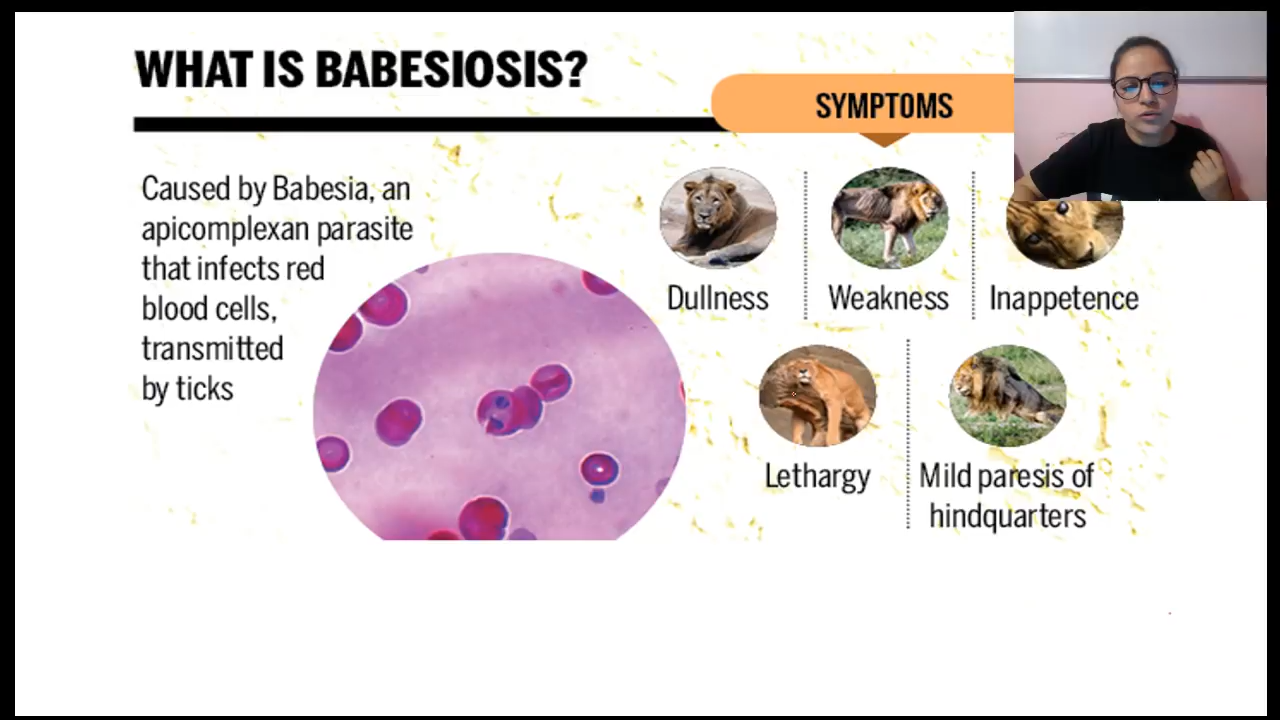 WHAT IS BABESIOSIS?
SYMPTOMS
Caused by Babesia, an
apicomplexan parasite
that infects red
blood cells,
transmitted
by ticks
Dullness
Weakness
Inappetence
Lethargy
Mild paresis of
hindquarters